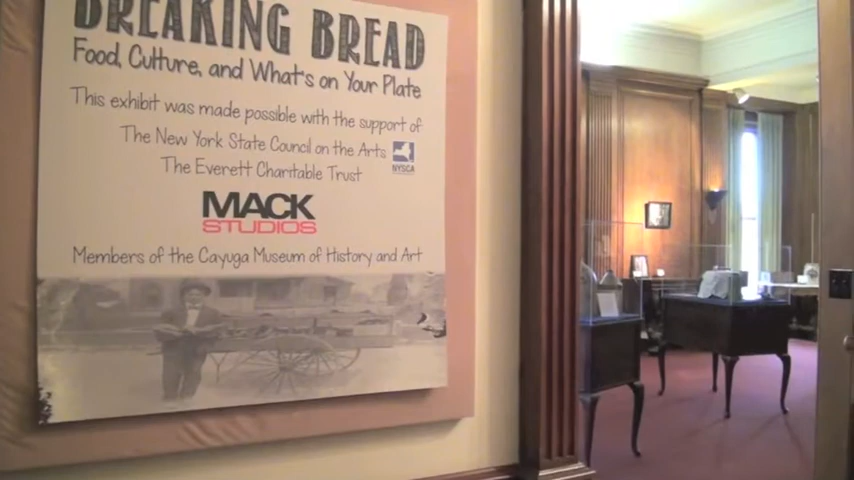 BREAKING BREAD
Food, Culture, and What's on Your Plate
This exhibit was made possible with the support of
The New York State Council on the Arts
NYSCA
The Everett Charitable Trust
MACK
STUDIOS
Members of the Cayuga Museum of History and Art